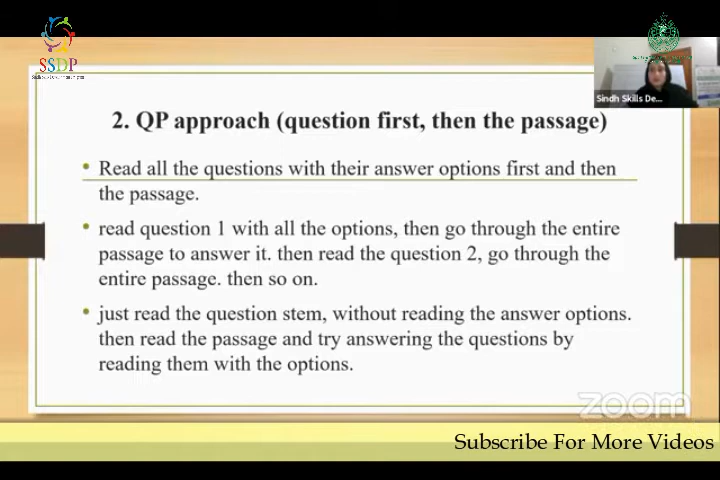 SSDP
Sindh Skills De...
2. QP approach (question first, then the passage)
• Read all the questions with their answer options first and then
the passage.
• read question 1 with all the options, then go through the entire
passage to answer it. then read the question 2, go through the
entire passage. then so on.
• just read the question stem, without reading the answer options.
then read the passage and try answering the questions by
reading them with the options.
zoom
Subscribe For More Videos